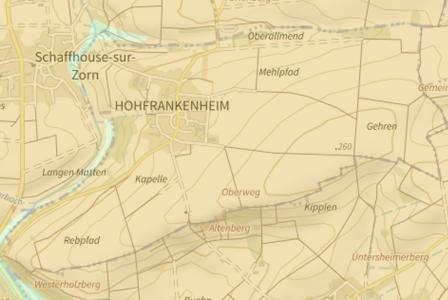 Oberallmend
Schaffhouse-sur-
Zorn
Mehlpfad
HOHFRANKENHEIM
Gehren
.260
Langen Matten
Kapelle
Oberweg
Kipplen
Altenberg
Rebpfad
Untersheimerberg
Westerholzberg